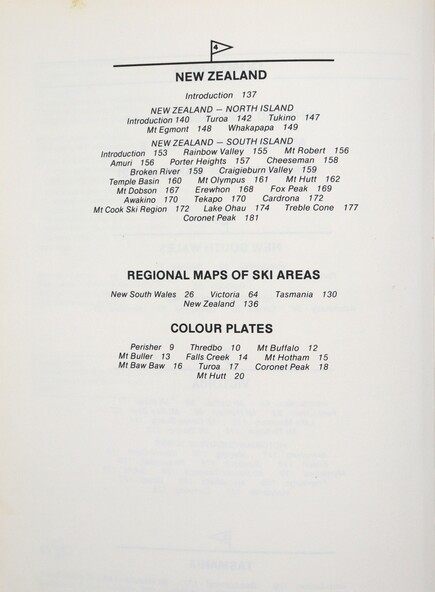 4
NEW ZEALAND
Introduction 137
NEW ZEALAND – NORTH ISLAND
Introduction 140 Turoa 142 Tukino 147
Mt Egmont 148 Whakapapa 149
NEW ZEALAND – SOUTH ISLAND
Introduction 153 Rainbow Valley 155 Mt Robert 156
Amuri 156 Porter Heights 157 Cheeseman 158
Broken River 159 Craigieburn Valley 159
Temple Basin 160 Mt Olympus 161 Mt Hutt 162
Mt Dobson 167 Erewhon 168 Fox Peak 169
Awakino 170 Tekapo 170 Cardrona 172
Mt Cook Ski Region 172 Lake Ohau 174 Treble Cone 177
Coronet Peak 181
REGIONAL MAPS OF SKI AREAS
New South Wales 26 Victoria 64 Tasmania 130
New Zealand 136
COLOUR PLATES
Perisher 9 Thredbo 10 Mt Buffalo 12
Mt Buller 13 Falls Creek 14 Mt Hotham 15
Mt Baw Baw 16 Turoa 17 Coronet Peak 18
Mt Hutt 20